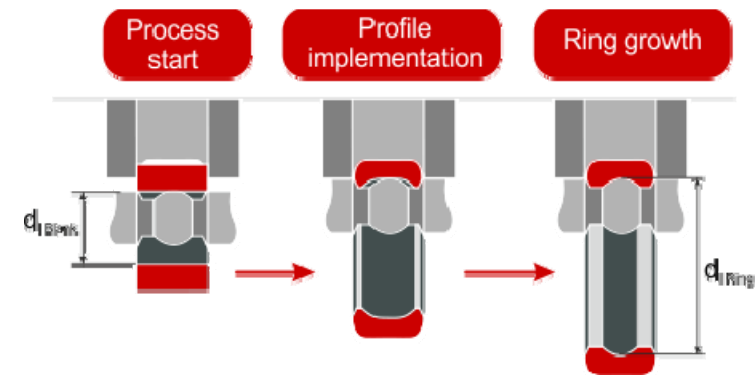 Process
start
Profile
implementation
Ring growth
d I Blank
d I Ring